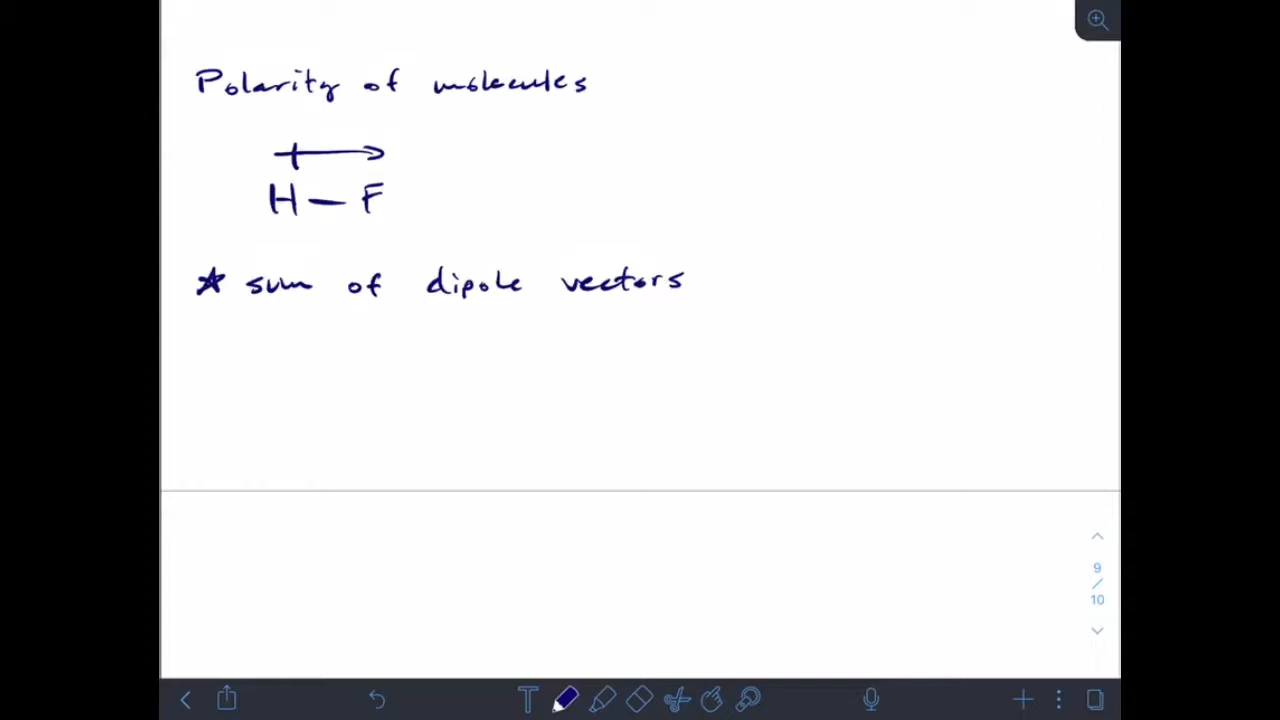 Polarity of molecules
H — F
★ sum of dipole vectors
9
/
10
T